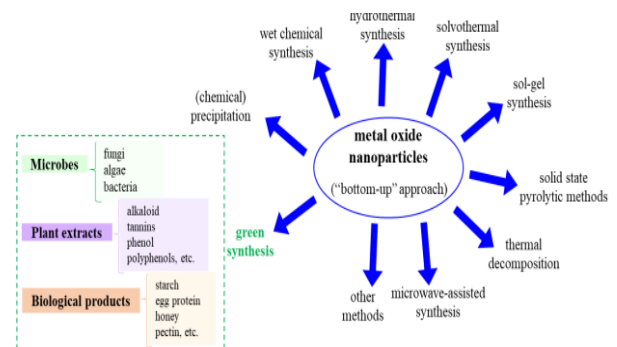 hydrothermal
synthesis
wet chemical
synthesis
solvothermal
synthesis
(chemical)
precipitation
sol-gel
synthesis
metal oxide
nanoparticles
("bottom-up" approach)
solid state
pyrolytic methods
thermal
decomposition
microwave-assisted
synthesis
other
methods
green
synthesis
Microbes
fungi
algae
bacteria
Plant extracts
alkaloid
tannins
phenol
polyphenols, etc.
Biological products
starch
egg protein
honey
pectin, etc.